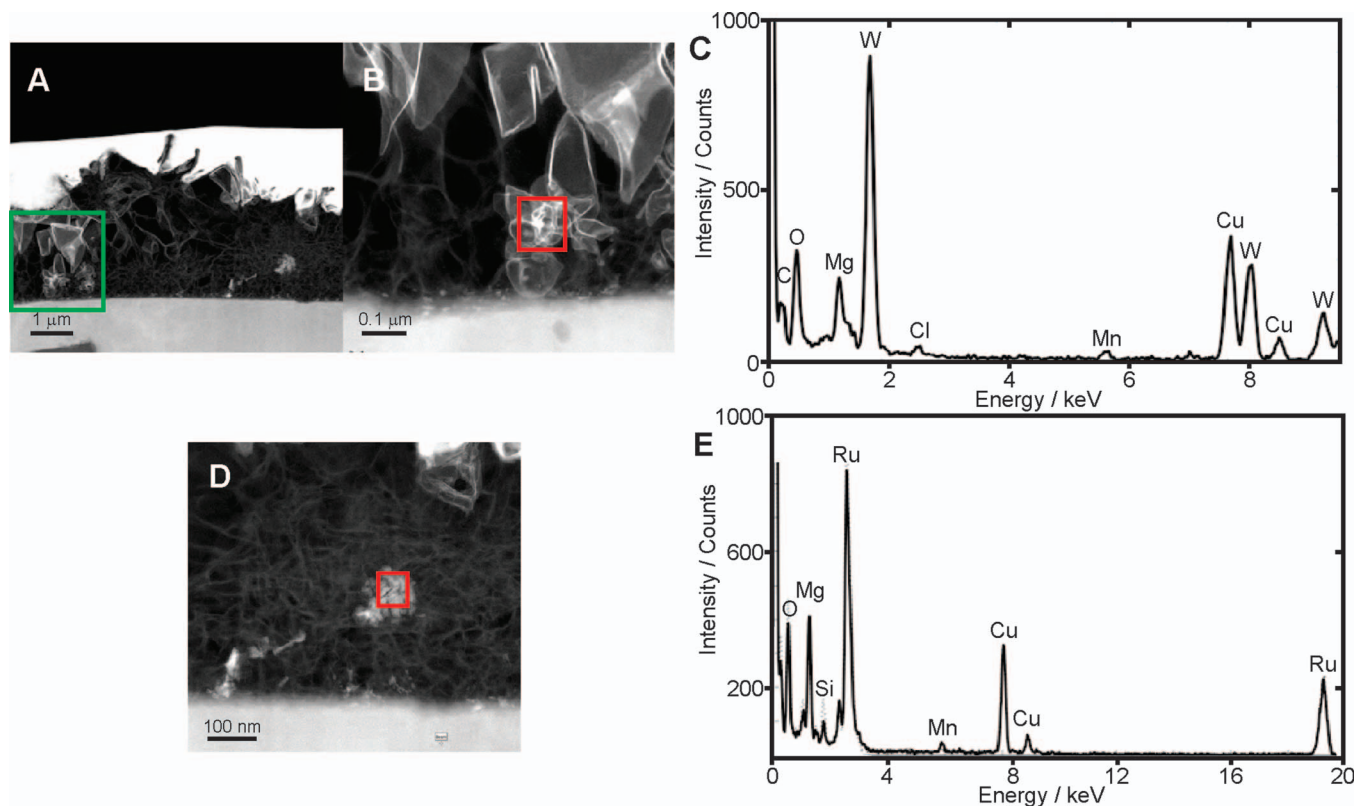 A
1 μm
B
0.1 μm
C
1000
500
0
Intensity / Counts
C
O
Mg
W
Cl
Mn
Cu
W
Cu
W
0 2 4 6 8
Energy / keV
D
100 nm
E
1000
600
200
Intensity / Counts
O
Mg
Si
Ru
Mn
Cu
Cu
Ru
0 4 8 12 16 20
Energy / keV